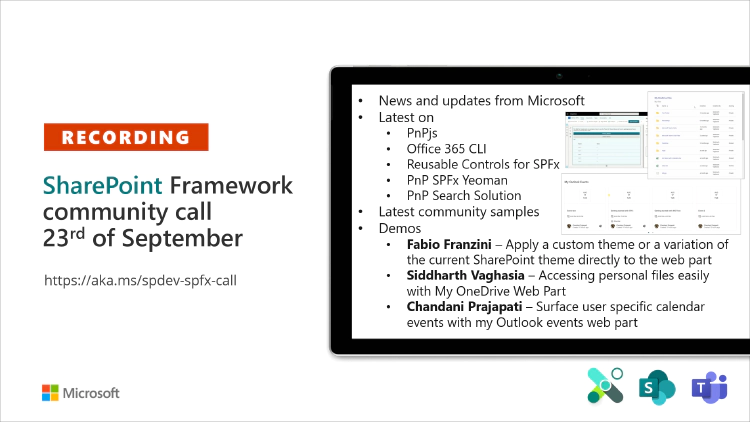 RECORDING
SharePoint Framework
community call
23rd of September
https://aka.ms/spdev-spfx-call
Microsoft
• News and updates from Microsoft
• Latest on
• PnPjs
• Office 365 CLI
• Reusable Controls for SPFx
• PnP SPFx Yeoman
• PnP Search Solution
• Latest community samples
• Demos
• Fabio Franzini – Apply a custom theme or a variation of
the current SharePoint theme directly to the web part
• Siddharth Vaghasia – Accessing personal files easily
with My OneDrive Web Part
• Chandani Prajapati – Surface user specific calendar
events with my Outlook events web part
S
T